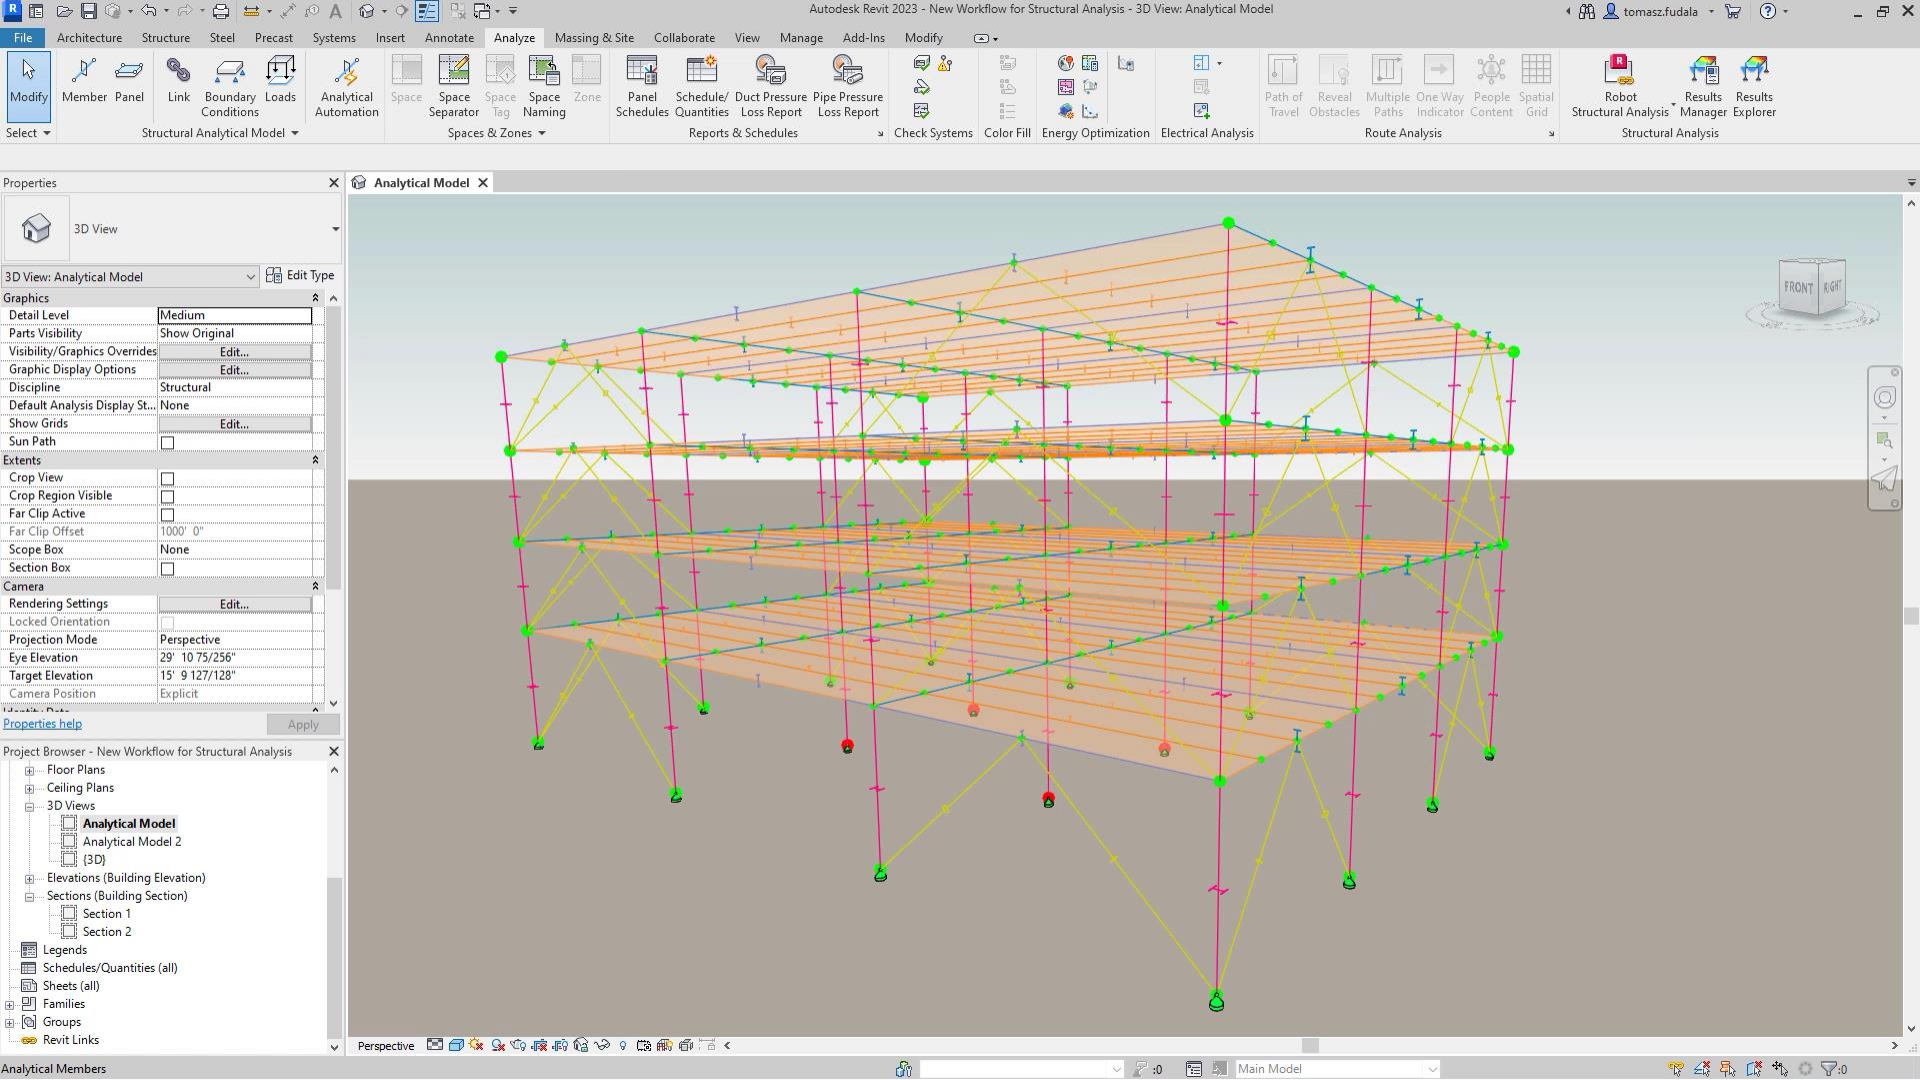 Autodesk Revit 2023 - New Workflow for Structural Analysis - 3D View: Analytical Model
tomasz.fudala
File Architecture Structure Steel Precast Systems Insert Annotate Analyze Massing & Site Collaborate View Manage Add-Ins Modify
Modify Member Panel Link Boundary Conditions Loads Analytical Automation Space Space Separator Space Tag Space Naming Zone Panel Schedules Schedule/ Quantities Duct Pressure Loss Report Pipe Pressure Loss Report Path of Travel Reveal Obstacles Multiple Paths One Way Indicator People Content Spatial Grid Robot Structural Analysis Results Manager Results Explorer
Select Structural Analytical Model Spaces & Zones Reports & Schedules Check Systems Color Fill Energy Optimization Electrical Analysis Route Analysis Structural Analysis
Properties
Analytical Model
3D View
3D View: Analytical Model Edit Type
Graphics
Detail Level Medium
Parts Visibility Show Original
Visibility/Graphics Overrides Edit...
Graphic Display Options Edit...
Discipline Structural
Default Analysis Display St... None
Show Grids Edit...
Sun Path
Extents
Crop View
Crop Region Visible
Far Clip Active
Far Clip Offset 1000' 0"
Scope Box None
Section Box
Camera
Rendering Settings Edit...
Locked Orientation
Projection Mode Perspective
Eye Elevation 29' 10 75/256"
Target Elevation 15' 9 127/128"
Camera Position Explicit
Properties help Apply
Project Browser - New Workflow for Structural Analysis
Floor Plans
Ceiling Plans
3D Views
Analytical Model
Analytical Model 2
{3D}
Elevations (Building Elevation)
Sections (Building Section)
Section 1
Section 2
Legends
Schedules/Quantities (all)
Sheets (all)
Families
Groups
Revit Links
FRONT RIGHT
Perspective
Analytical Members
:0
Main Model
:0